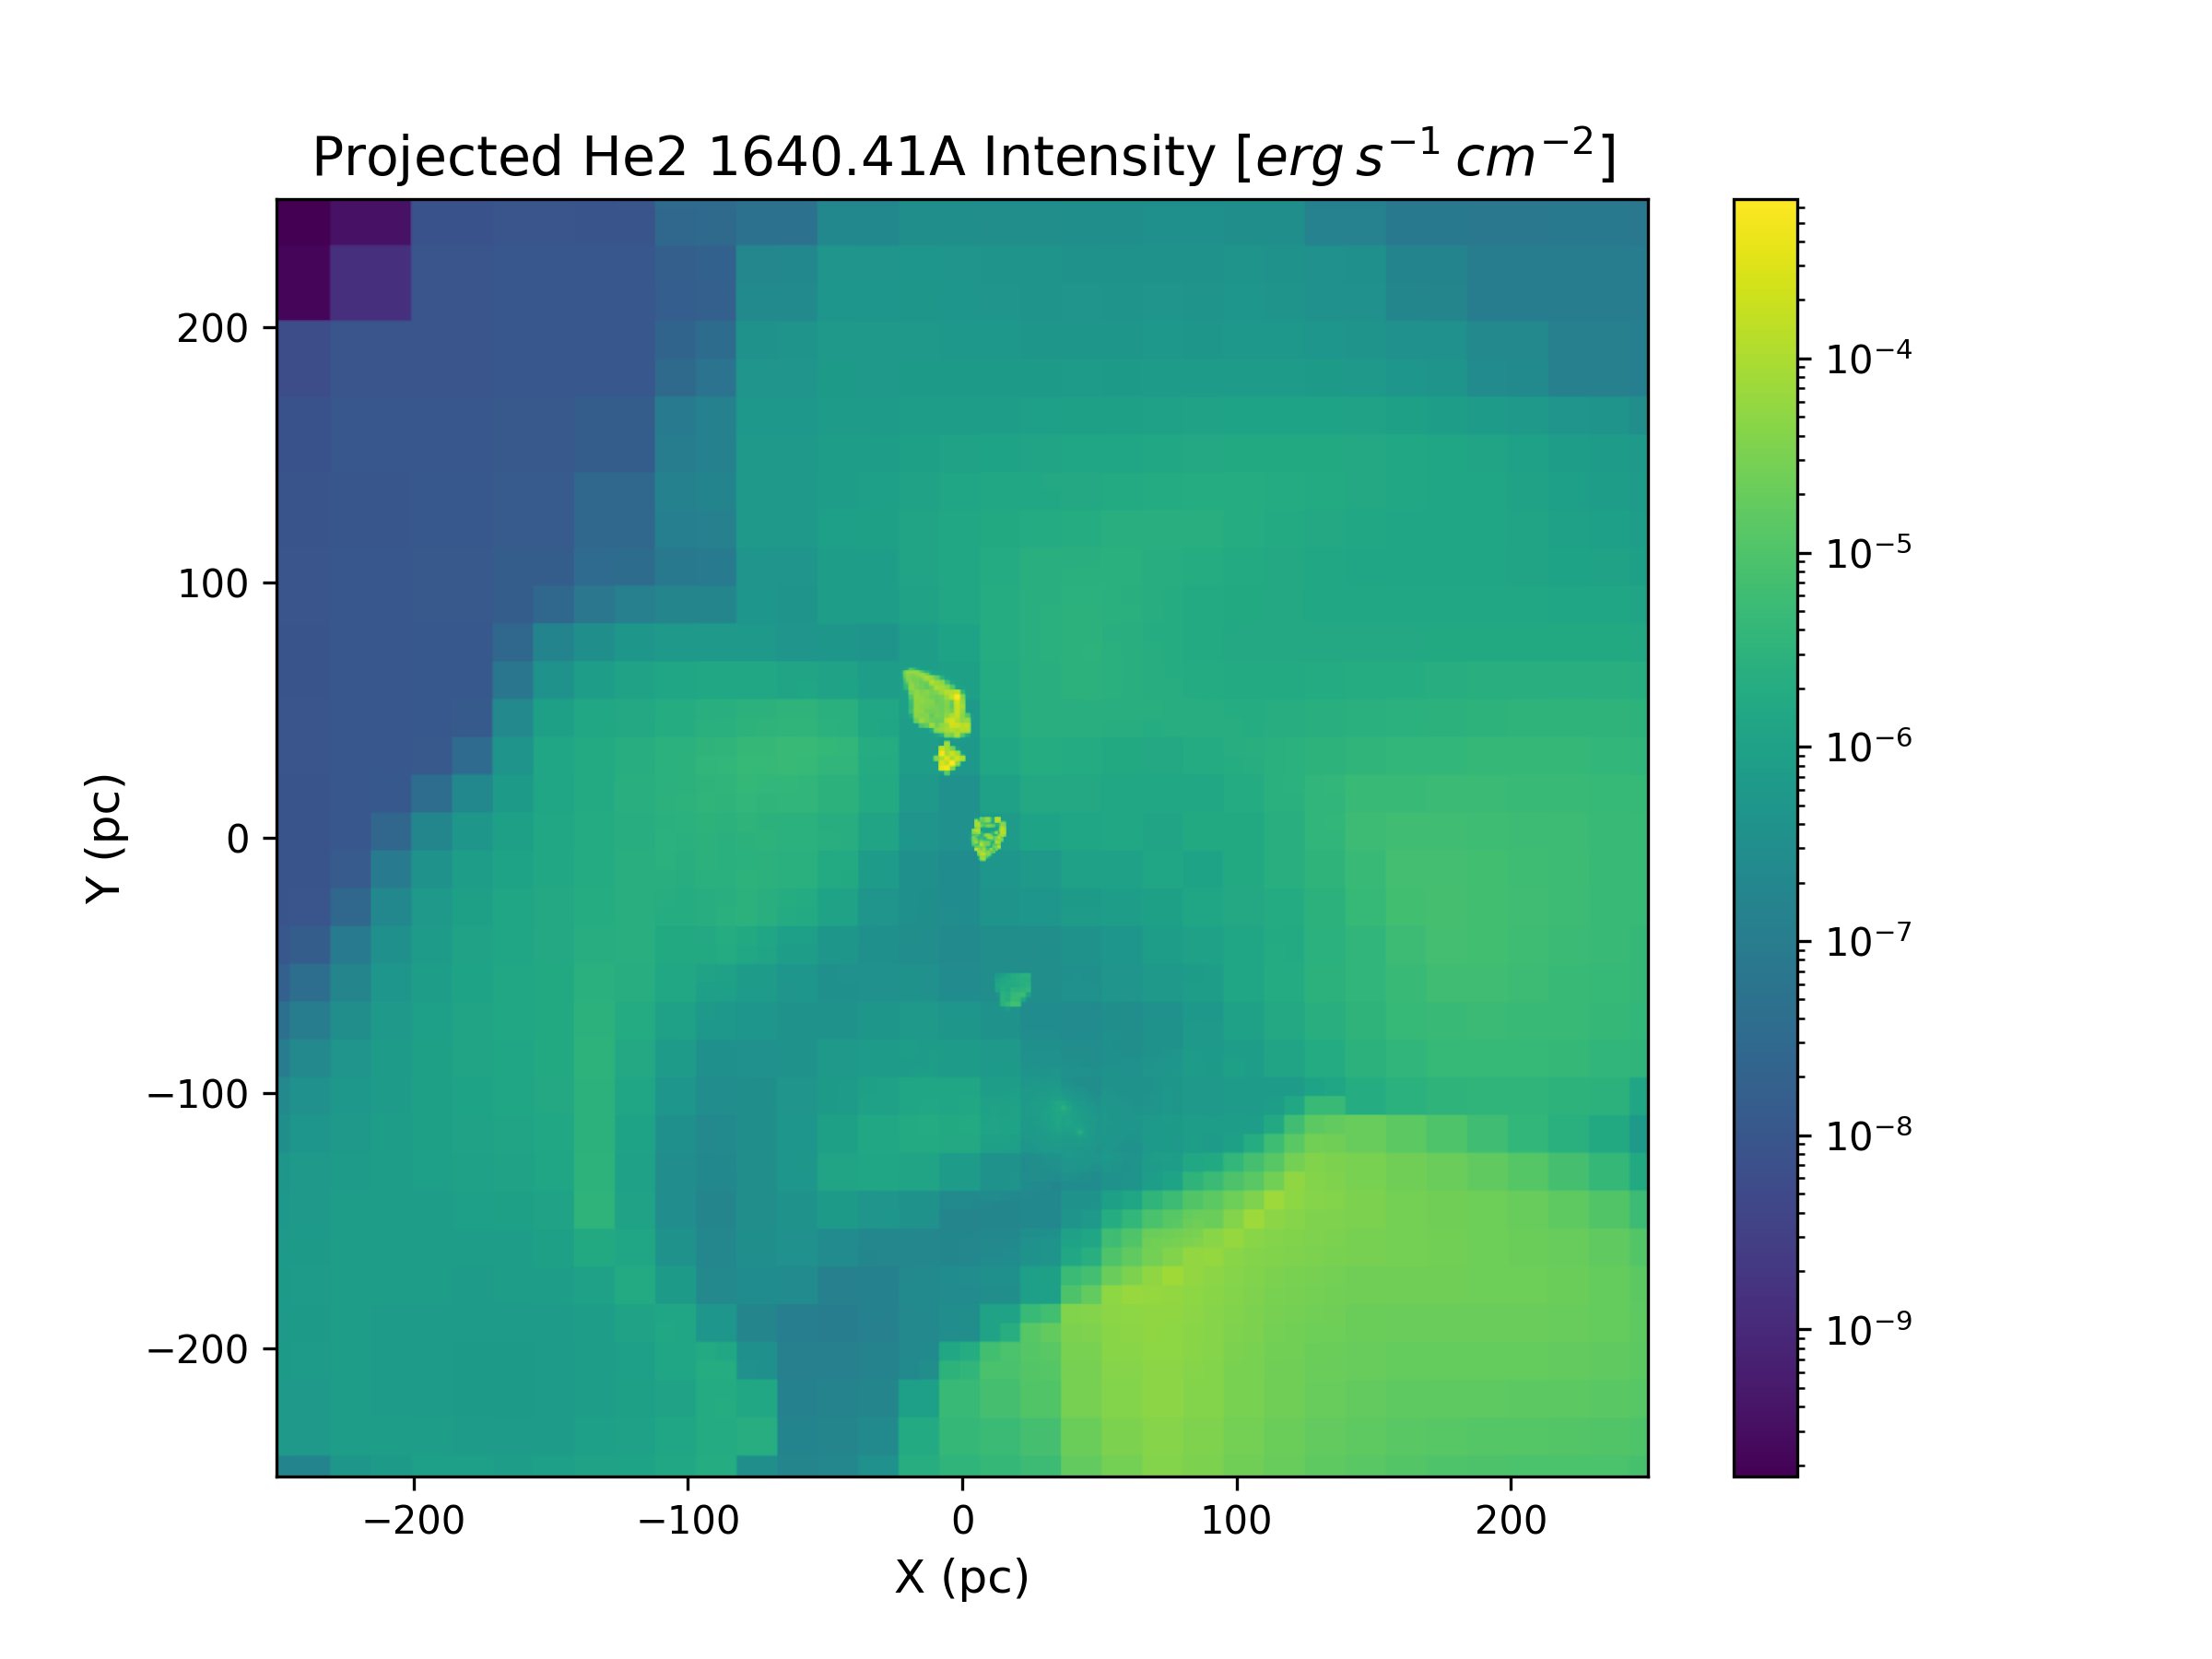 Projected He2 1640.41A Intensity [erg s⁻¹ cm⁻²]
200
100
0
−100
−200
Y (pc)
−200 −100 0 100 200
X (pc)
10⁻⁴
10⁻⁵
10⁻⁶
10⁻⁷
10⁻⁸
10⁻⁹